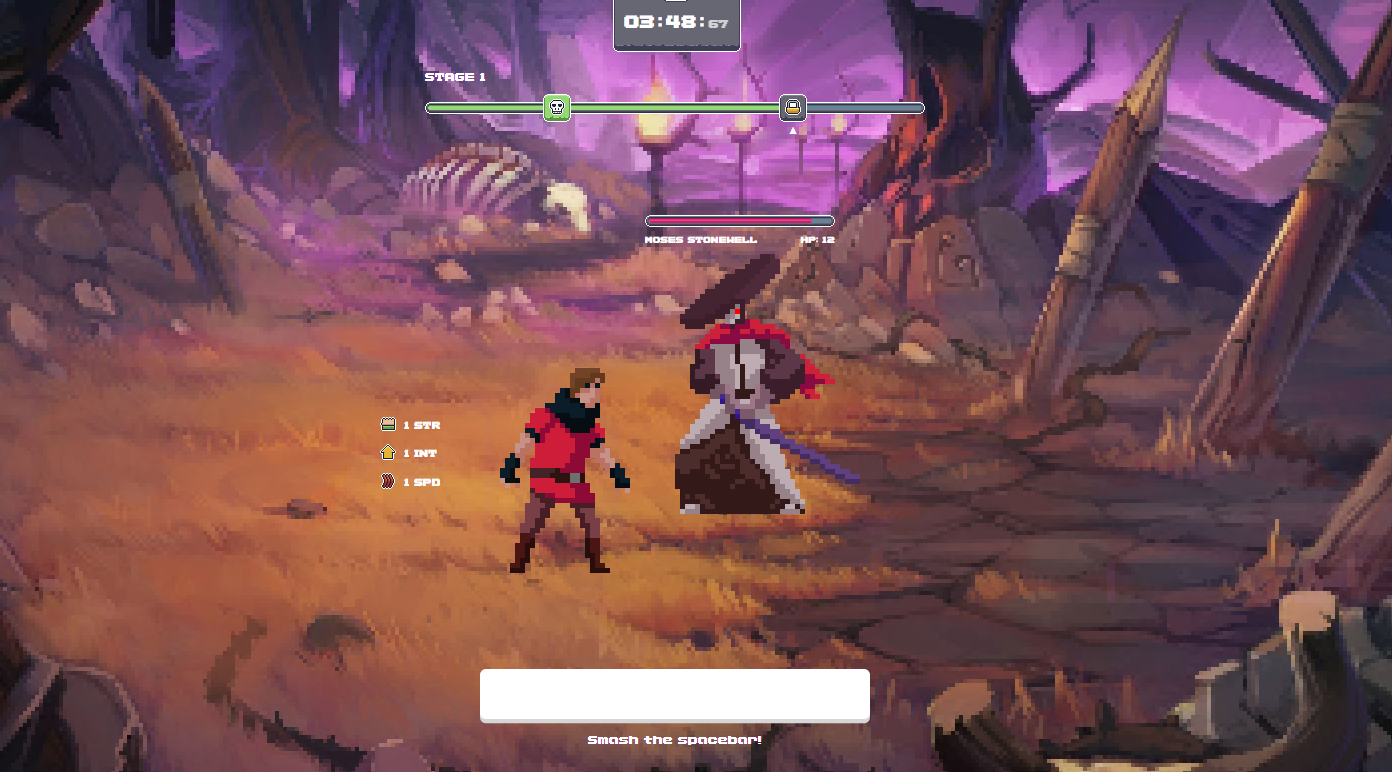 03:48:67
STAGE 1
MOSES STONEWELL HP: 12
1 STR
1 INT
1 SPD
Smash the spacebar!